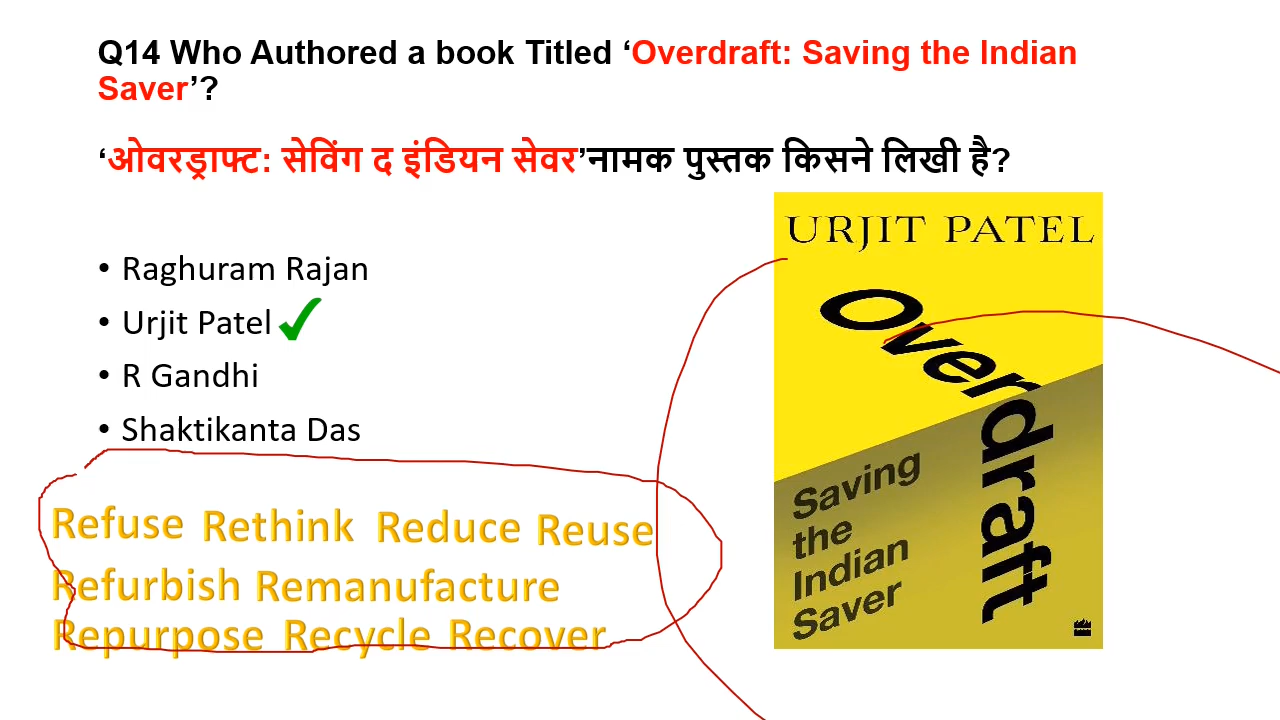 Q14 Who Authored a book Titled ‘Overdraft: Saving the Indian
Saver’?
‘ओवरड्राफ्ट: सेविंग द इंडियन सेवर’नामक पुस्तक किसने लिखी है?
• Raghuram Rajan
• Urjit Patel
• R Gandhi
• Shaktikanta Das
Refuse Rethink Reduce Reuse
Refurbish Remanufacture
Repurpose Recycle Recover
URJIT PATEL
Overdraft
Saving
the
Indian
Saver